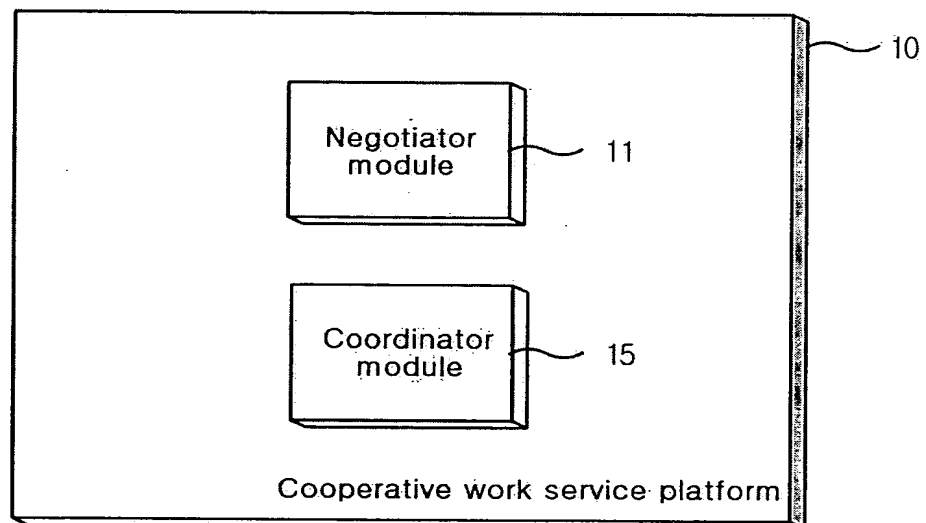 10
Negotiator
module
11
Coordinator
module
15
Cooperative work service platform